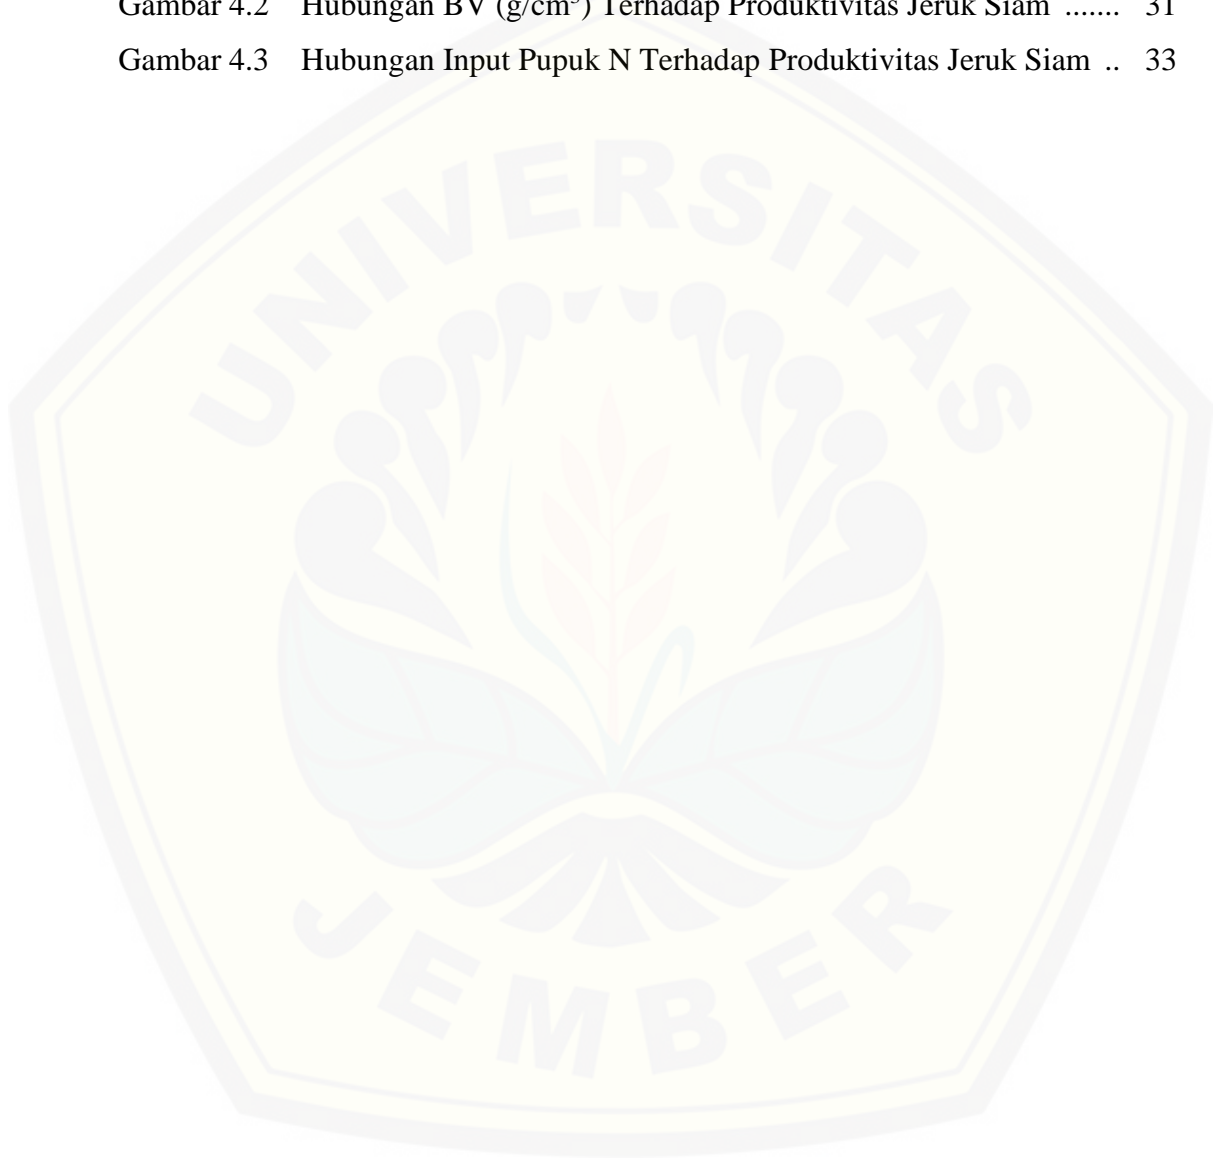 Gambar 4.2 Hubungan BV (g/cm³) Terhadap Produktivitas Jeruk Siam ....... 31
Gambar 4.3 Hubungan Input Pupuk N Terhadap Produktivitas Jeruk Siam .. 33
UNIVERSITAS
JEMBER